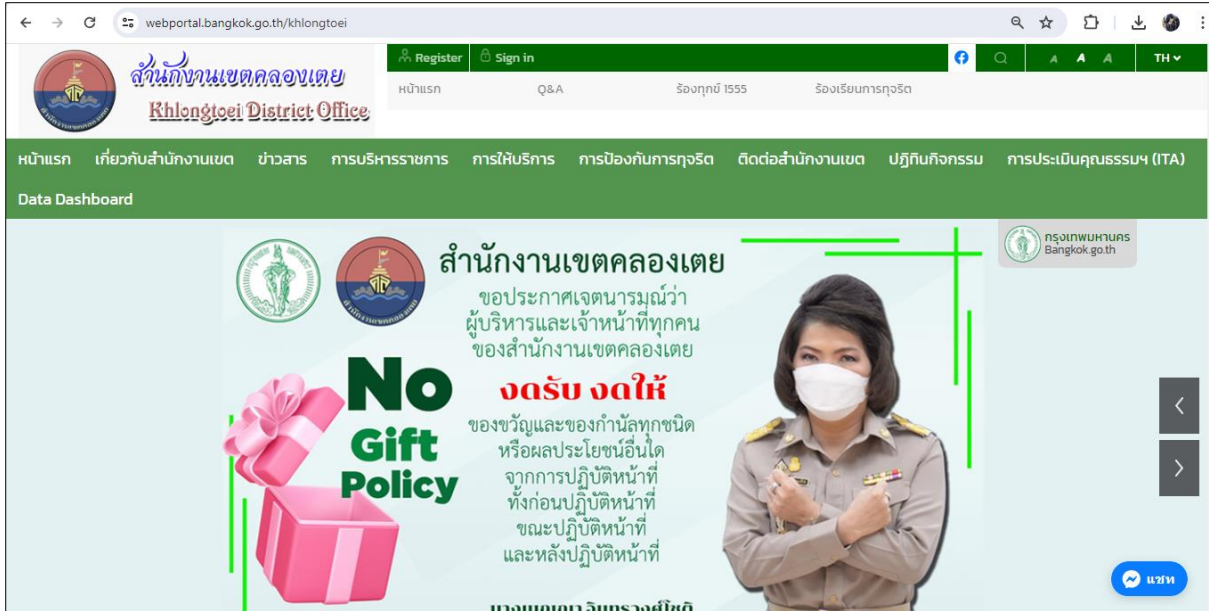 webportal.bangkok.go.th/khlongtoei
สำนักงานเขตคลองเตย
Khlongtoei District Office
Register Sign in
A A A TH
หน้าแรก Q&A ร้องทุกข์ 1555 ร้องเรียนการทุจริต
หน้าแรก เกี่ยวกับสำนักงานเขต ข่าวสาร การบริหารราชการ การให้บริการ การป้องกันการทุจริต ติดต่อสำนักงานเขต ปฏิทินกิจกรรม การประเมินคุณธรรมฯ (ITA)
Data Dashboard
กรุงเทพมหานคร
Bangkok.go.th
สำนักงานเขตคลองเตย
ขอประกาศเจตนารมณ์ว่า
ผู้บริหารและเจ้าหน้าที่ทุกคน
ของสำนักงานเขตคลองเตย
No
Gift
Policy
งดรับ งดให้
ของขวัญและของกำนัลทุกชนิด
หรือผลประโยชน์อื่นใด
จากการปฏิบัติหน้าที่
ทั้งก่อนปฏิบัติหน้าที่
ขณะปฏิบัติหน้าที่
และหลังปฏิบัติหน้าที่
แชท